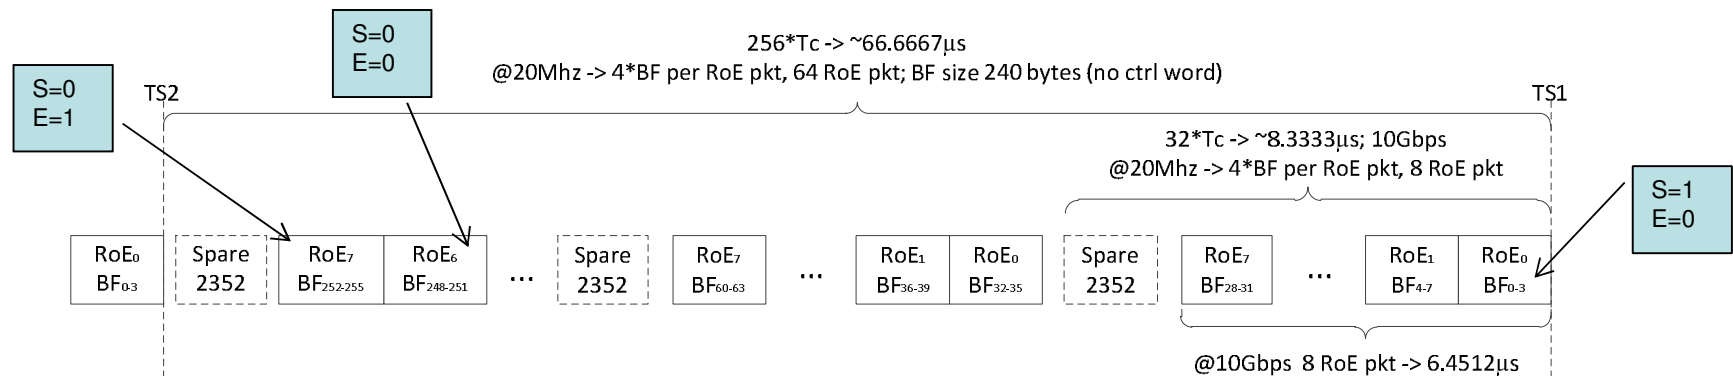 S=0
E=0
256*Tc -> ~66.6667µs
@20Mhz -> 4*BF per RoE pkt, 64 RoE pkt; BF size 240 bytes (no ctrl word)
S=0
E=1
TS2
TS1
32*Tc -> ~8.3333µs; 10Gbps
@20Mhz -> 4*BF per RoE pkt, 8 RoE pkt
S=1
E=0
RoE₀
BF₀₋₃
Spare
2352
RoE₇
BF₂₅₂₋₂₅₅
RoE₆
BF₂₄₈₋₂₅₁
...
Spare
2352
RoE₇
BF₆₀₋₆₃
...
RoE₁
BF₃₆₋₃₉
RoE₀
BF₃₂₋₃₅
Spare
2352
RoE₇
BF₂₈₋₃₁
...
RoE₁
BF₄₋₇
RoE₀
BF₀₋₃
@10Gbps 8 RoE pkt -> 6.4512µs